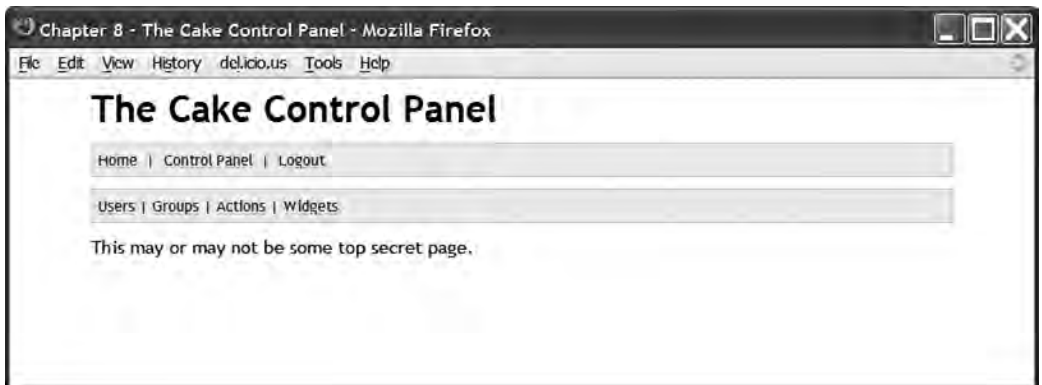 Chapter 8 - The Cake Control Panel - Mozilla Firefox
File Edit View History del.icio.us Tools Help
The Cake Control Panel
Home | Control Panel | Logout
Users | Groups | Actions | Widgets
This may or may not be some top secret page.